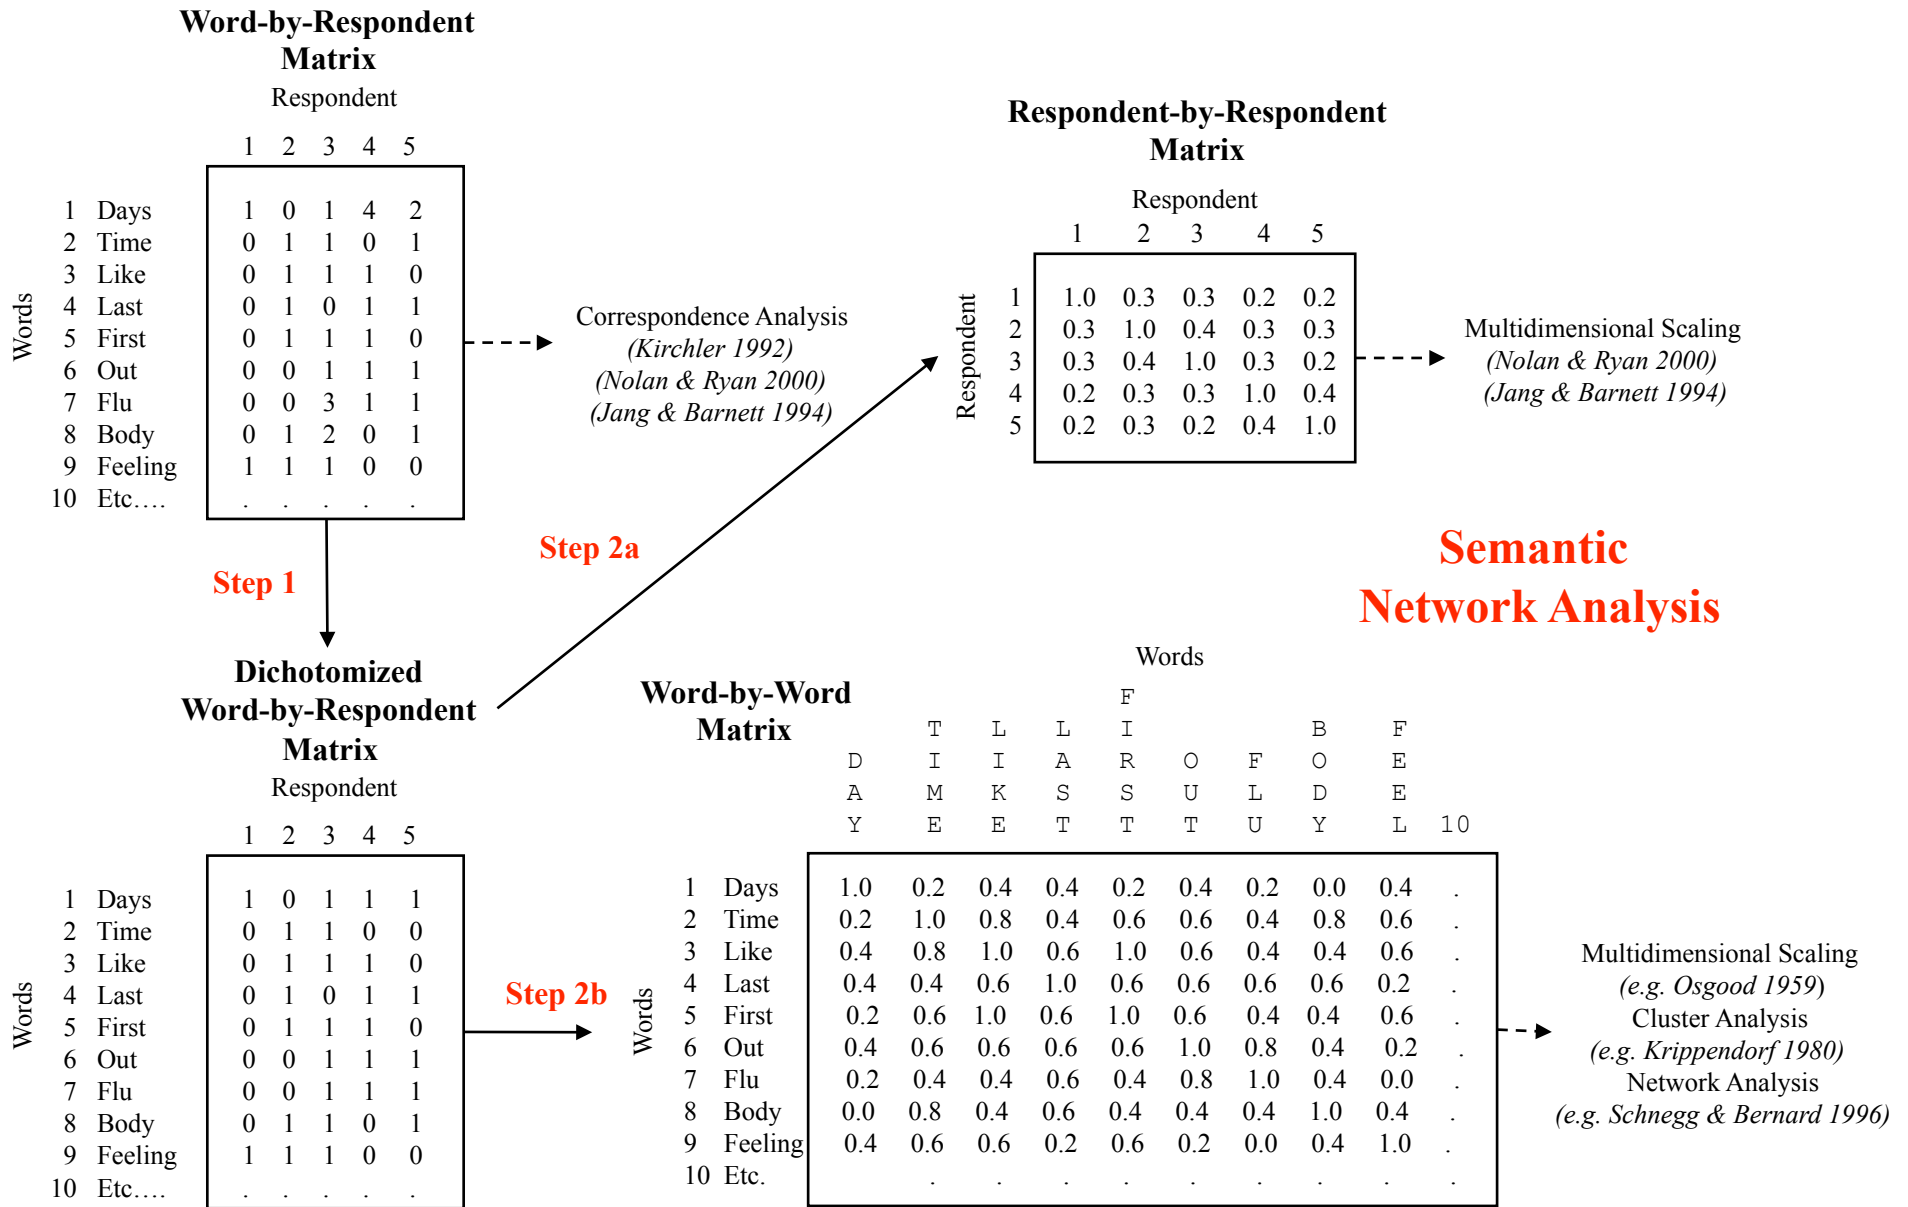 Word-by-Respondent
Matrix
Respondent
1 2 3 4 5
Words
1 Days 1 0 1 4 2
2 Time 0 1 1 0 1
3 Like 0 1 1 1 0
4 Last 0 1 0 1 1
5 First 0 1 1 1 0
6 Out 0 0 1 1 1
7 Flu 0 0 3 1 1
8 Body 0 1 2 0 1
9 Feeling 1 1 1 0 0
10 Etc…. . . . . .
Correspondence Analysis
(Kirchler 1992)
(Nolan & Ryan 2000)
(Jang & Barnett 1994)
Respondent-by-Respondent
Matrix
Respondent
1 2 3 4 5
Respondent
1 1.0 0.3 0.3 0.2 0.2
2 0.3 1.0 0.4 0.3 0.3
3 0.3 0.4 1.0 0.3 0.2
4 0.2 0.3 0.3 1.0 0.4
5 0.2 0.3 0.2 0.4 1.0
Multidimensional Scaling
(Nolan & Ryan 2000)
(Jang & Barnett 1994)
Step 1
Step 2a
Semantic
Network Analysis
Dichotomized
Word-by-Respondent
Matrix
Respondent
1 2 3 4 5
Words
1 Days 1 0 1 1 1
2 Time 0 1 1 0 0
3 Like 0 1 1 1 0
4 Last 0 1 0 1 1
5 First 0 1 1 1 0
6 Out 0 0 1 1 1
7 Flu 0 0 1 1 1
8 Body 0 1 1 0 1
9 Feeling 1 1 1 0 0
10 Etc…. . . . . .
Step 2b
Word-by-Word
Matrix
Words
DAY TIME LIKE LAST FIRST OUT FLU BODY FEEL 10
Words
1 Days 1.0 0.2 0.4 0.4 0.2 0.4 0.2 0.0 0.4 .
2 Time 0.2 1.0 0.8 0.4 0.6 0.6 0.4 0.8 0.6 .
3 Like 0.4 0.8 1.0 0.6 1.0 0.6 0.4 0.4 0.6 .
4 Last 0.4 0.4 0.6 1.0 0.6 0.6 0.6 0.6 0.2 .
5 First 0.2 0.6 1.0 0.6 1.0 0.6 0.4 0.4 0.6 .
6 Out 0.4 0.6 0.6 0.6 0.6 1.0 0.8 0.4 0.2 .
7 Flu 0.2 0.4 0.4 0.6 0.4 0.8 1.0 0.4 0.0 .
8 Body 0.0 0.8 0.4 0.6 0.4 0.4 0.4 1.0 0.4 .
9 Feeling 0.4 0.6 0.6 0.2 0.6 0.2 0.0 0.4 1.0 .
10 Etc. . . . . . . . . .
Multidimensional Scaling
(e.g. Osgood 1959)
Cluster Analysis
(e.g. Krippendorf 1980)
Network Analysis
(e.g. Schnegg & Bernard 1996)